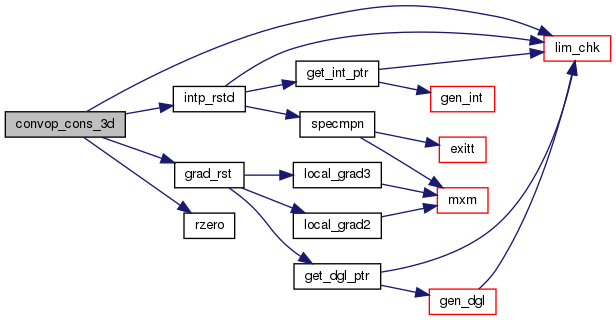 convop_cons_3d
intp_rstd
grad_rst
rzero
get_int_ptr
specmpn
local_grad3
local_grad2
get_dgl_ptr
lim_chk
gen_int
exitt
mxm
gen_dgl